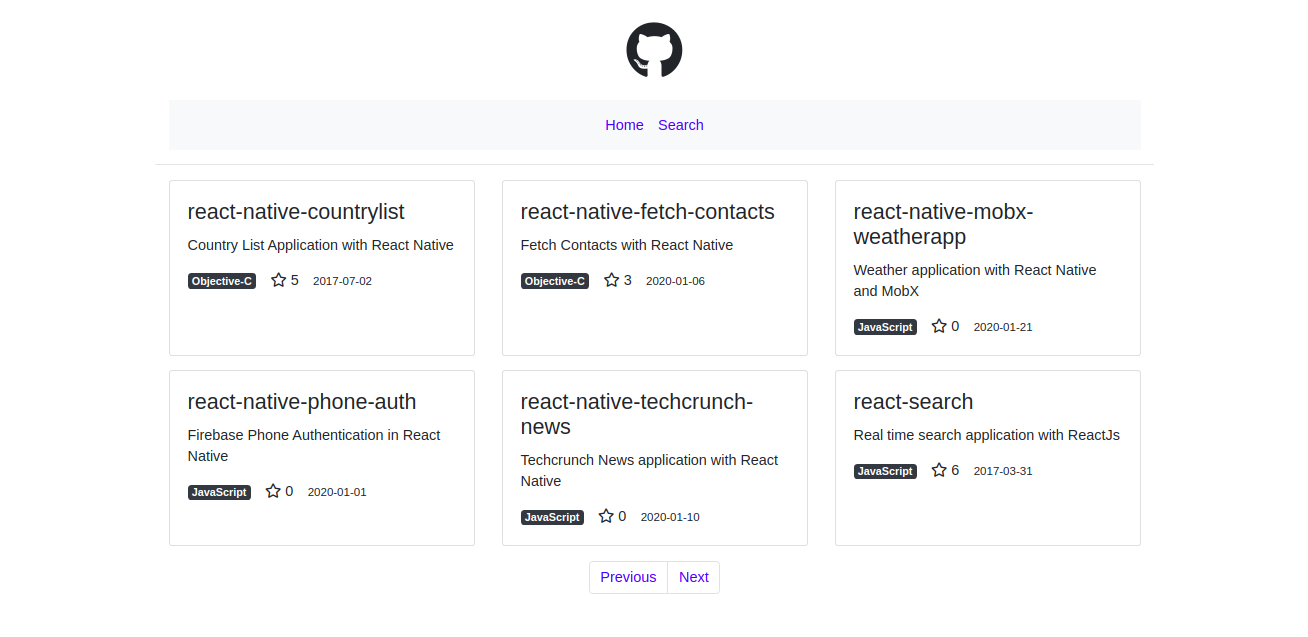 Home Search
react-native-countrylist
Country List Application with React Native
Objective-C 5 2017-07-02
react-native-fetch-contacts
Fetch Contacts with React Native
Objective-C 3 2020-01-06
react-native-mobx-
weatherapp
Weather application with React Native
and MobX
JavaScript 0 2020-01-21
react-native-phone-auth
Firebase Phone Authentication in React
Native
JavaScript 0 2020-01-01
react-native-techcrunch-
news
Techcrunch News application with React
Native
JavaScript 0 2020-01-10
react-search
Real time search application with ReactJs
JavaScript 6 2017-03-31
Previous Next